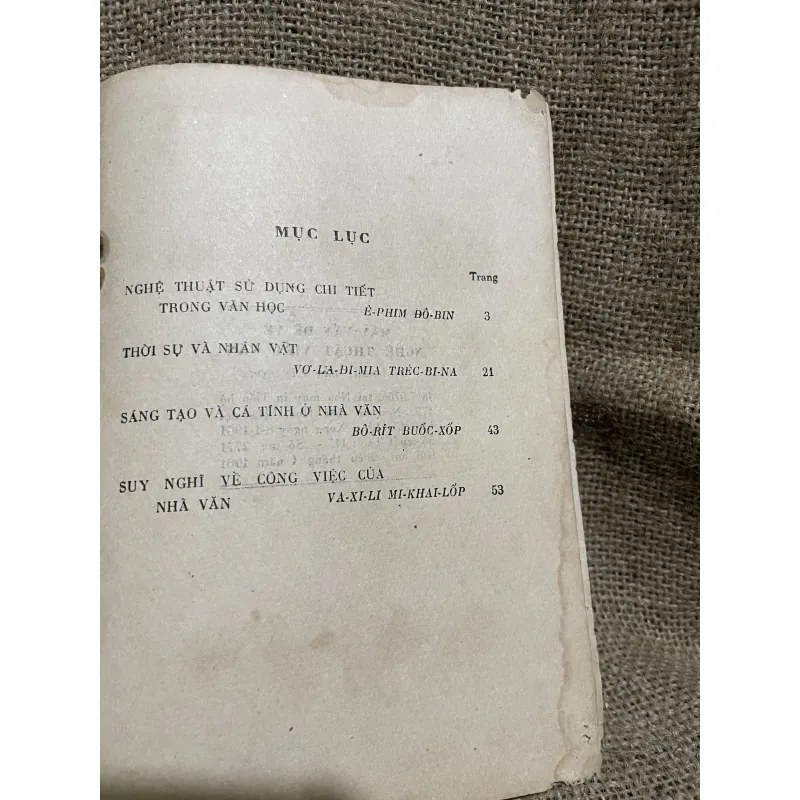 MỤC LỤC
Trang
NGHỆ THUẬT SỬ DỤNG CHI TIẾT
TRONG VĂN HỌC Ê-PHIM ĐÔ-BIN 3
THỜI SỰ VÀ NHÂN VẬT
VƠ-LA-ĐI-MIA TRÉC-BI-NA 21
SÁNG TẠO VÀ CÁ TÍNH Ở NHÀ VĂN
BÔ-RÍT BUỐC-XỐP 43
SUY NGHĨ VỀ CÔNG VIỆC CỦA
NHÀ VĂN VA-XI-LI MI-KHAI-LỐP 53